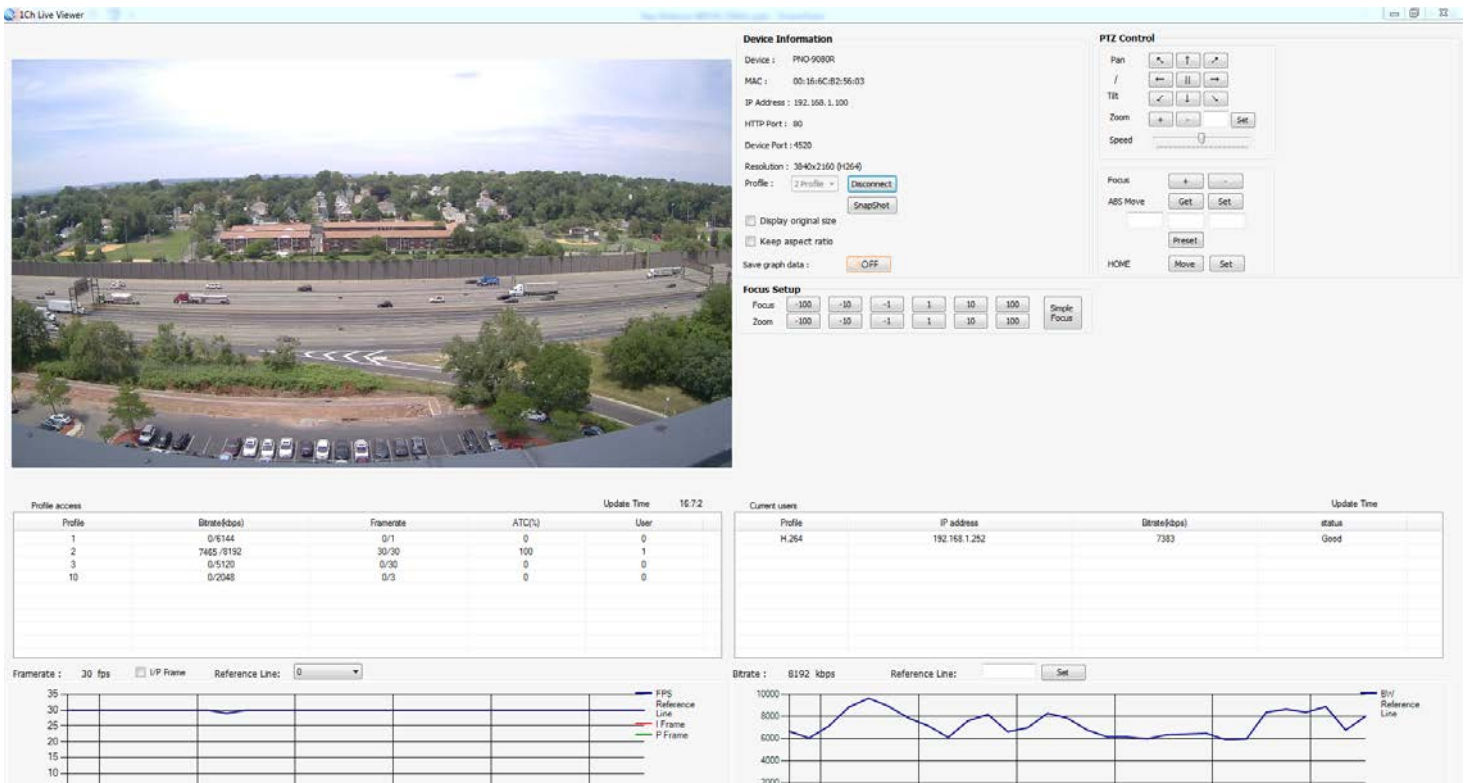 1Ch Live Viewer
Device Information
Device : PNO-9080R
MAC : 00:16:6C:B2:56:03
IP Address : 192.168.1.100
HTTP Port : 80
Device Port : 4520
Resolution : 3840x2160 (H264)
Profile : 2 Profile Disconnect
SnapShot
Display original size
Keep aspect ratio
Save graph data : OFF
PTZ Control
Pan
/
Tilt
Zoom + - Set
Speed
Focus + -
ABS Move Get Set
Preset
HOME Move Set
Focus Setup
Focus -100 -10 -1 1 10 100
Zoom -100 -10 -1 1 10 100
Simple
Focus
Profile access Update Time 16:7:2
Profile Bitrate(kbps) Framerate ATC(%) User
1 0/6144 0/1 0 0
2 7465 /8192 30/30 100 1
3 0/5120 0/30 0 0
10 0/2048 0/3 0 0
Current users Update Time
Profile IP address Bitrate(kbps) status
H.264 192.168.1.252 7383 Good
Framerate : 30 fps I/P Frame Reference Line: 0
35
30
25
20
15
10
FPS
Reference
Line
I Frame
P Frame
Bitrate : 8192 kbps Reference Line: Set
10000
8000
6000
4000
2000
BW
Reference
Line